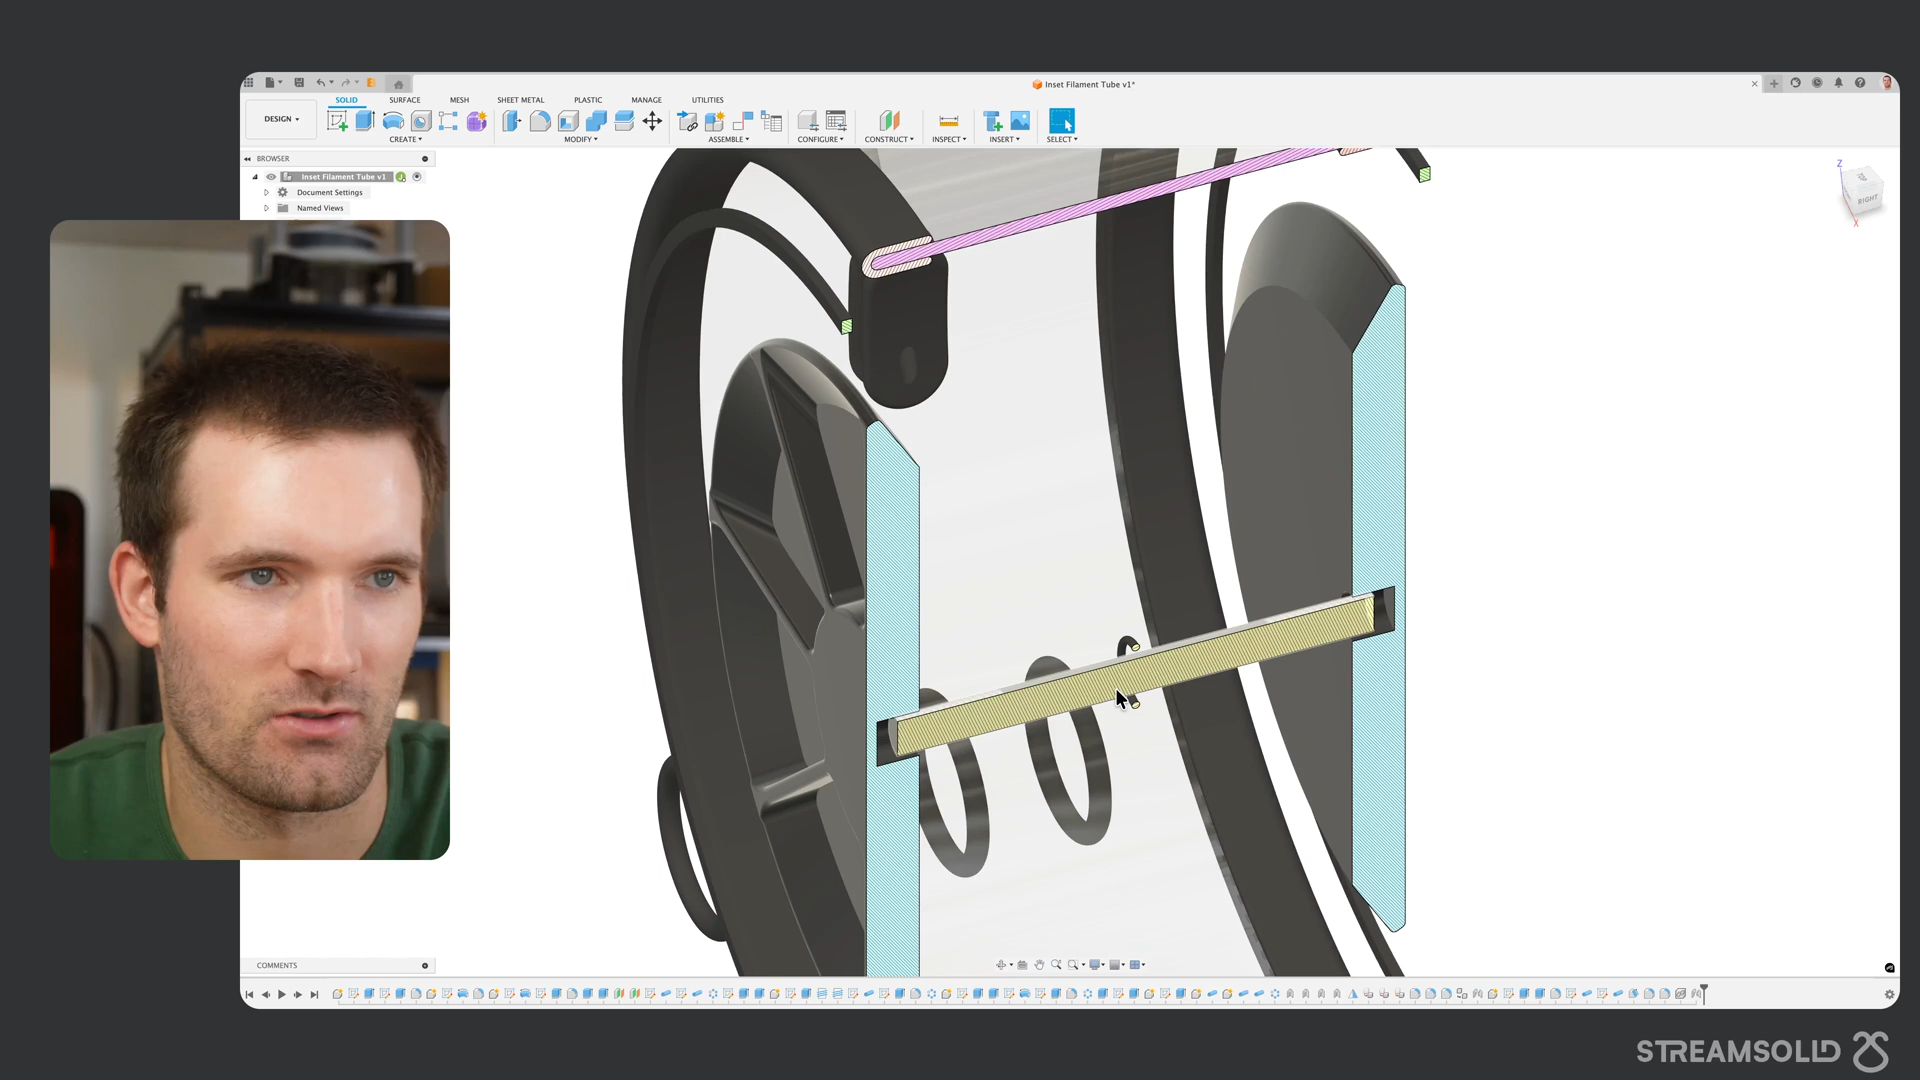 Inset Filament Tube v1*
SOLID SURFACE MESH SHEET METAL PLASTIC MANAGE UTILITIES
DESIGN
CREATE MODIFY ASSEMBLE CONFIGURE CONSTRUCT INSPECT INSERT SELECT
BROWSER
Inset Filament Tube v1
Document Settings
Named Views
Z
RIGHT
X
COMMENTS
STREAMSOLID